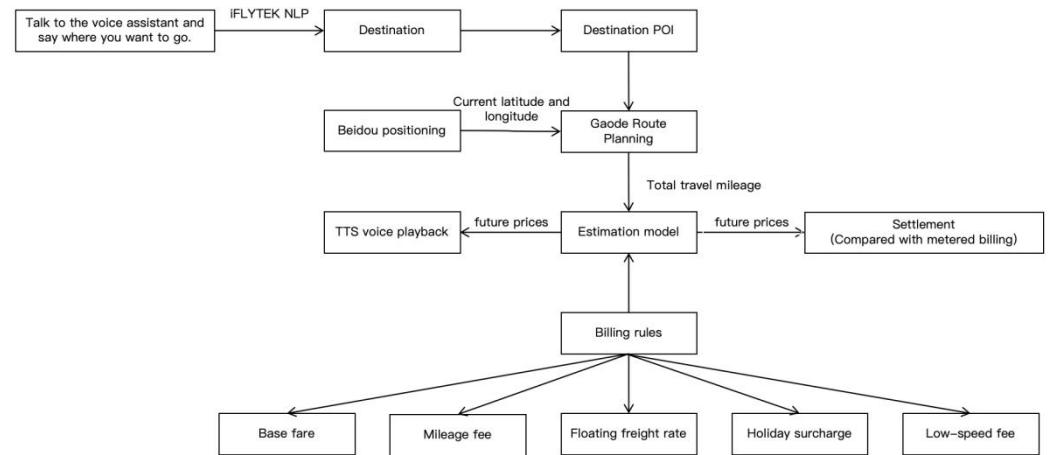 Talk to the voice assistant and
say where you want to go.
iFLYTEK NLP
Destination
Destination POI
Beidou positioning
Current latitude and
longitude
Gaode Route
Planning
Total travel mileage
TTS voice playback
future prices
Estimation model
future prices
Settlement
(Compared with metered billing)
Billing rules
Base fare
Mileage fee
Floating freight rate
Holiday surcharge
Low-speed fee